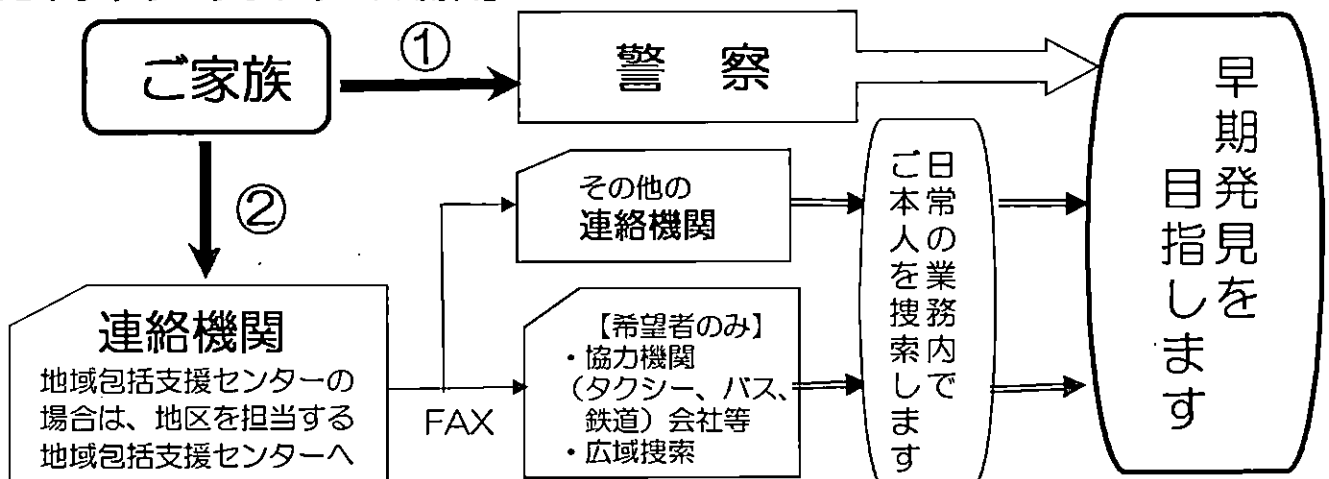 ご家族
①
警 察
②
その他の
連絡機関
連絡機関
地域包括支援センターの
場合は、地区を担当する
地域包括支援センターへ
FAX
【希望者のみ】
・協力機関
(タクシー、バス、
鉄道)会社等
・広域捜索
日常の業務内で
ご本人を捜索します
早期発見を
目指します